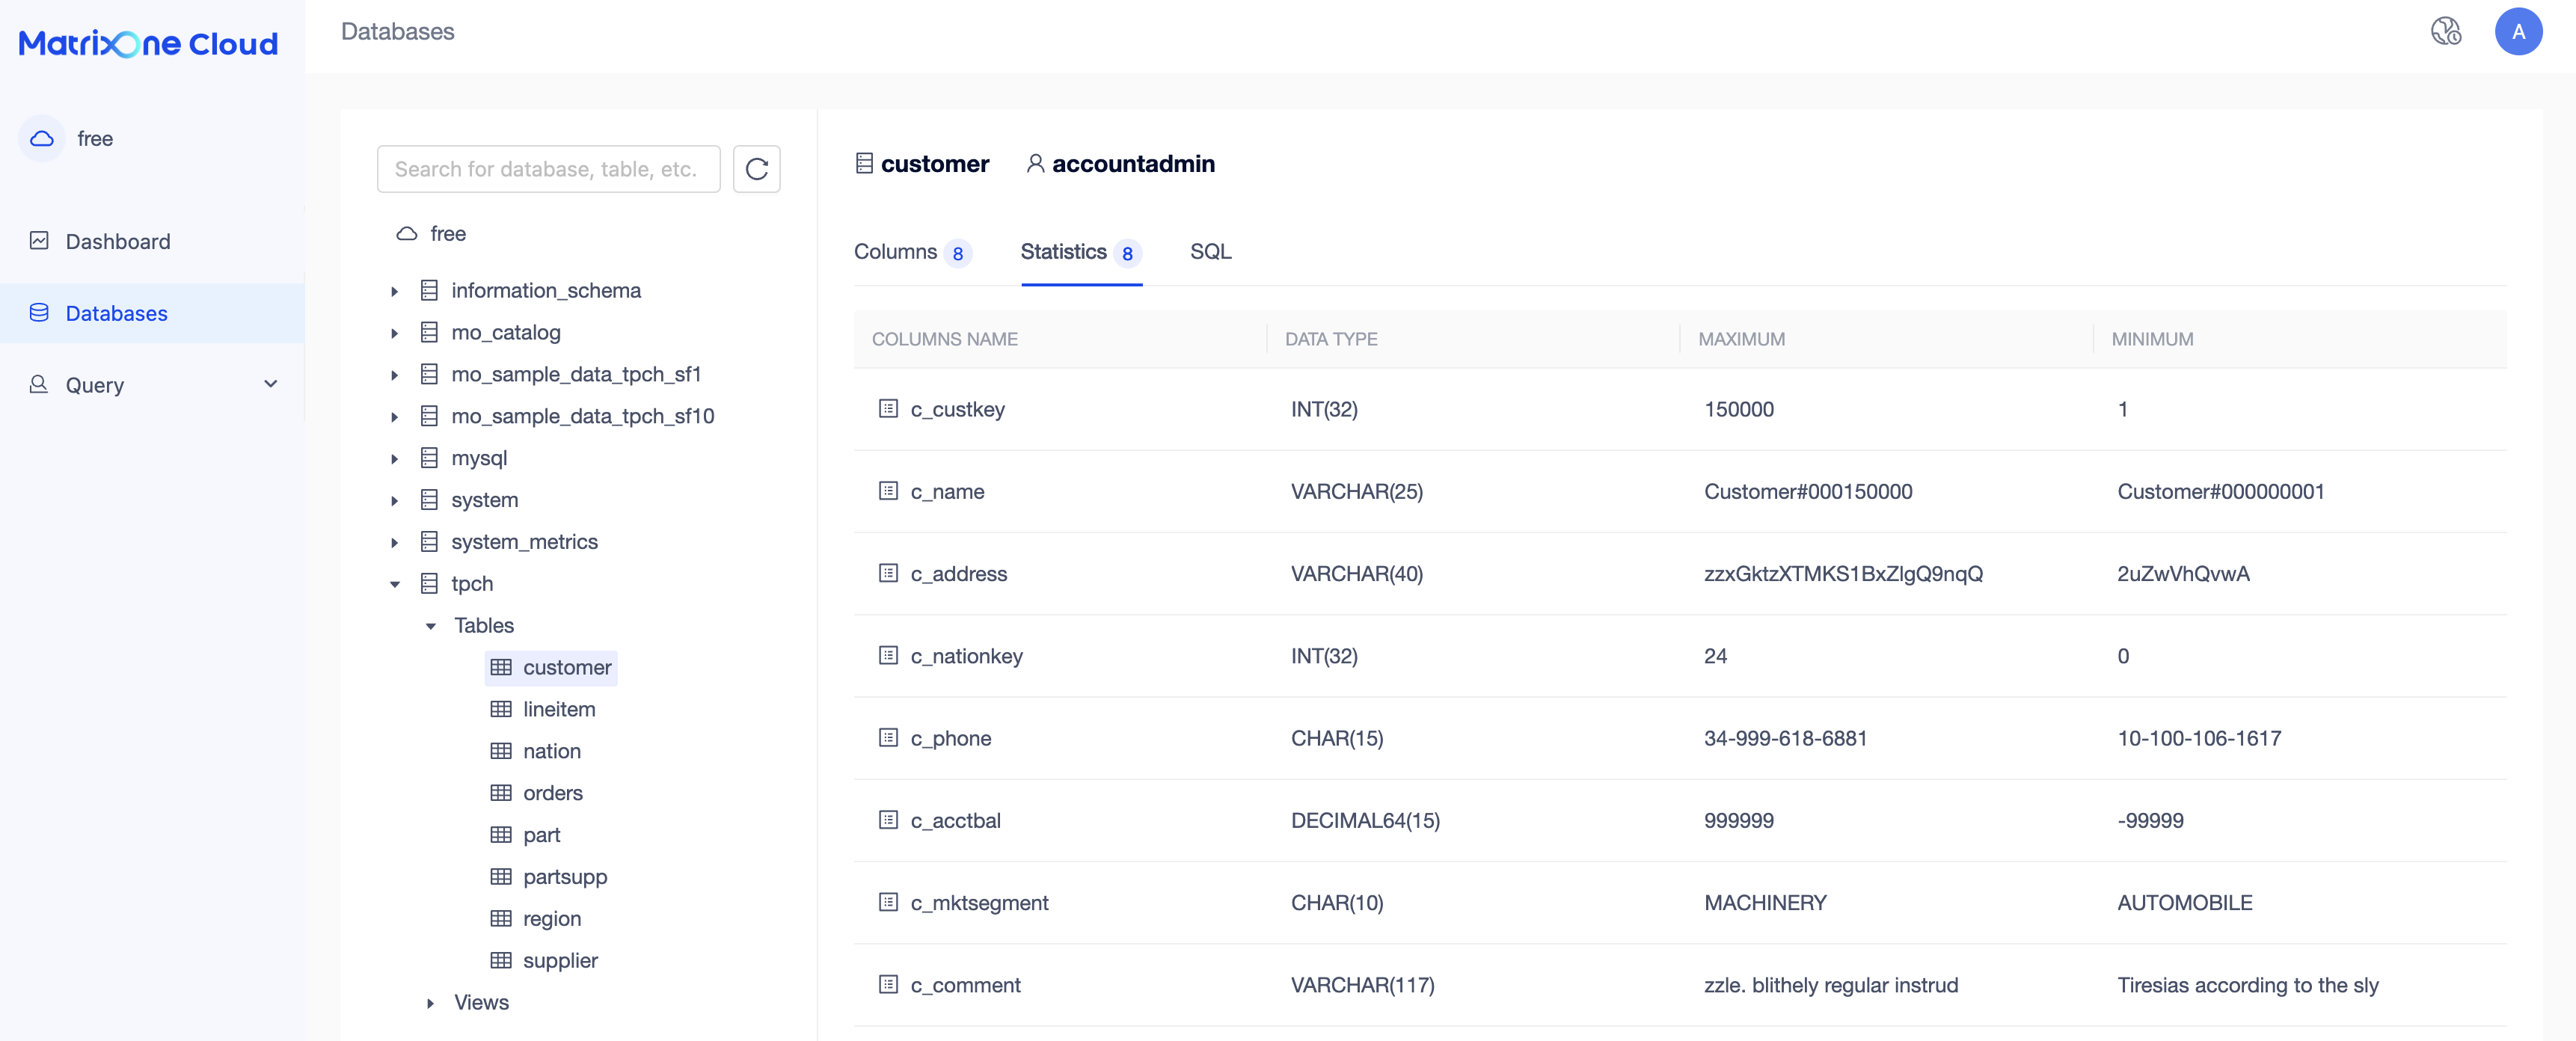 MatrixOne Cloud
free
Dashboard
Databases
Query
Databases
A
Search for database, table, etc.
free
information_schema
mo_catalog
mo_sample_data_tpch_sf1
mo_sample_data_tpch_sf10
mysql
system
system_metrics
tpch
Tables
customer
lineitem
nation
orders
part
partsupp
region
supplier
Views
customer accountadmin
Columns 8 Statistics 8 SQL
COLUMNS NAME DATA TYPE MAXIMUM MINIMUM
c_custkey INT(32) 150000 1
c_name VARCHAR(25) Customer#000150000 Customer#000000001
c_address VARCHAR(40) zzxGktzXTMKS1BxZlgQ9nqQ 2uZwVhQvwA
c_nationkey INT(32) 24 0
c_phone CHAR(15) 34-999-618-6881 10-100-106-1617
c_acctbal DECIMAL64(15) 999999 -99999
c_mktsegment CHAR(10) MACHINERY AUTOMOBILE
c_comment VARCHAR(117) zzle. blithely regular instrud Tiresias according to the sly